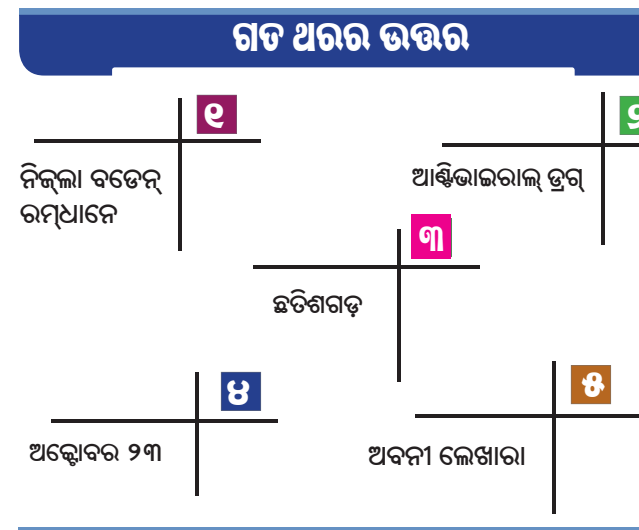 ଗତ ଥରର ଉତ୍ତର
୧
ନିକ୍ଲା ବଡେନ୍
ରମ୍‌ଧାନେ
୨
ଆଣ୍ଟିଭାଇରାଲ୍ ଡ୍ରଗ୍
୩
ଛତିଶଗଡ଼
୪
ଅକ୍ଟୋବର ୨୩
୫
ଅବନୀ ଲେଖାରା